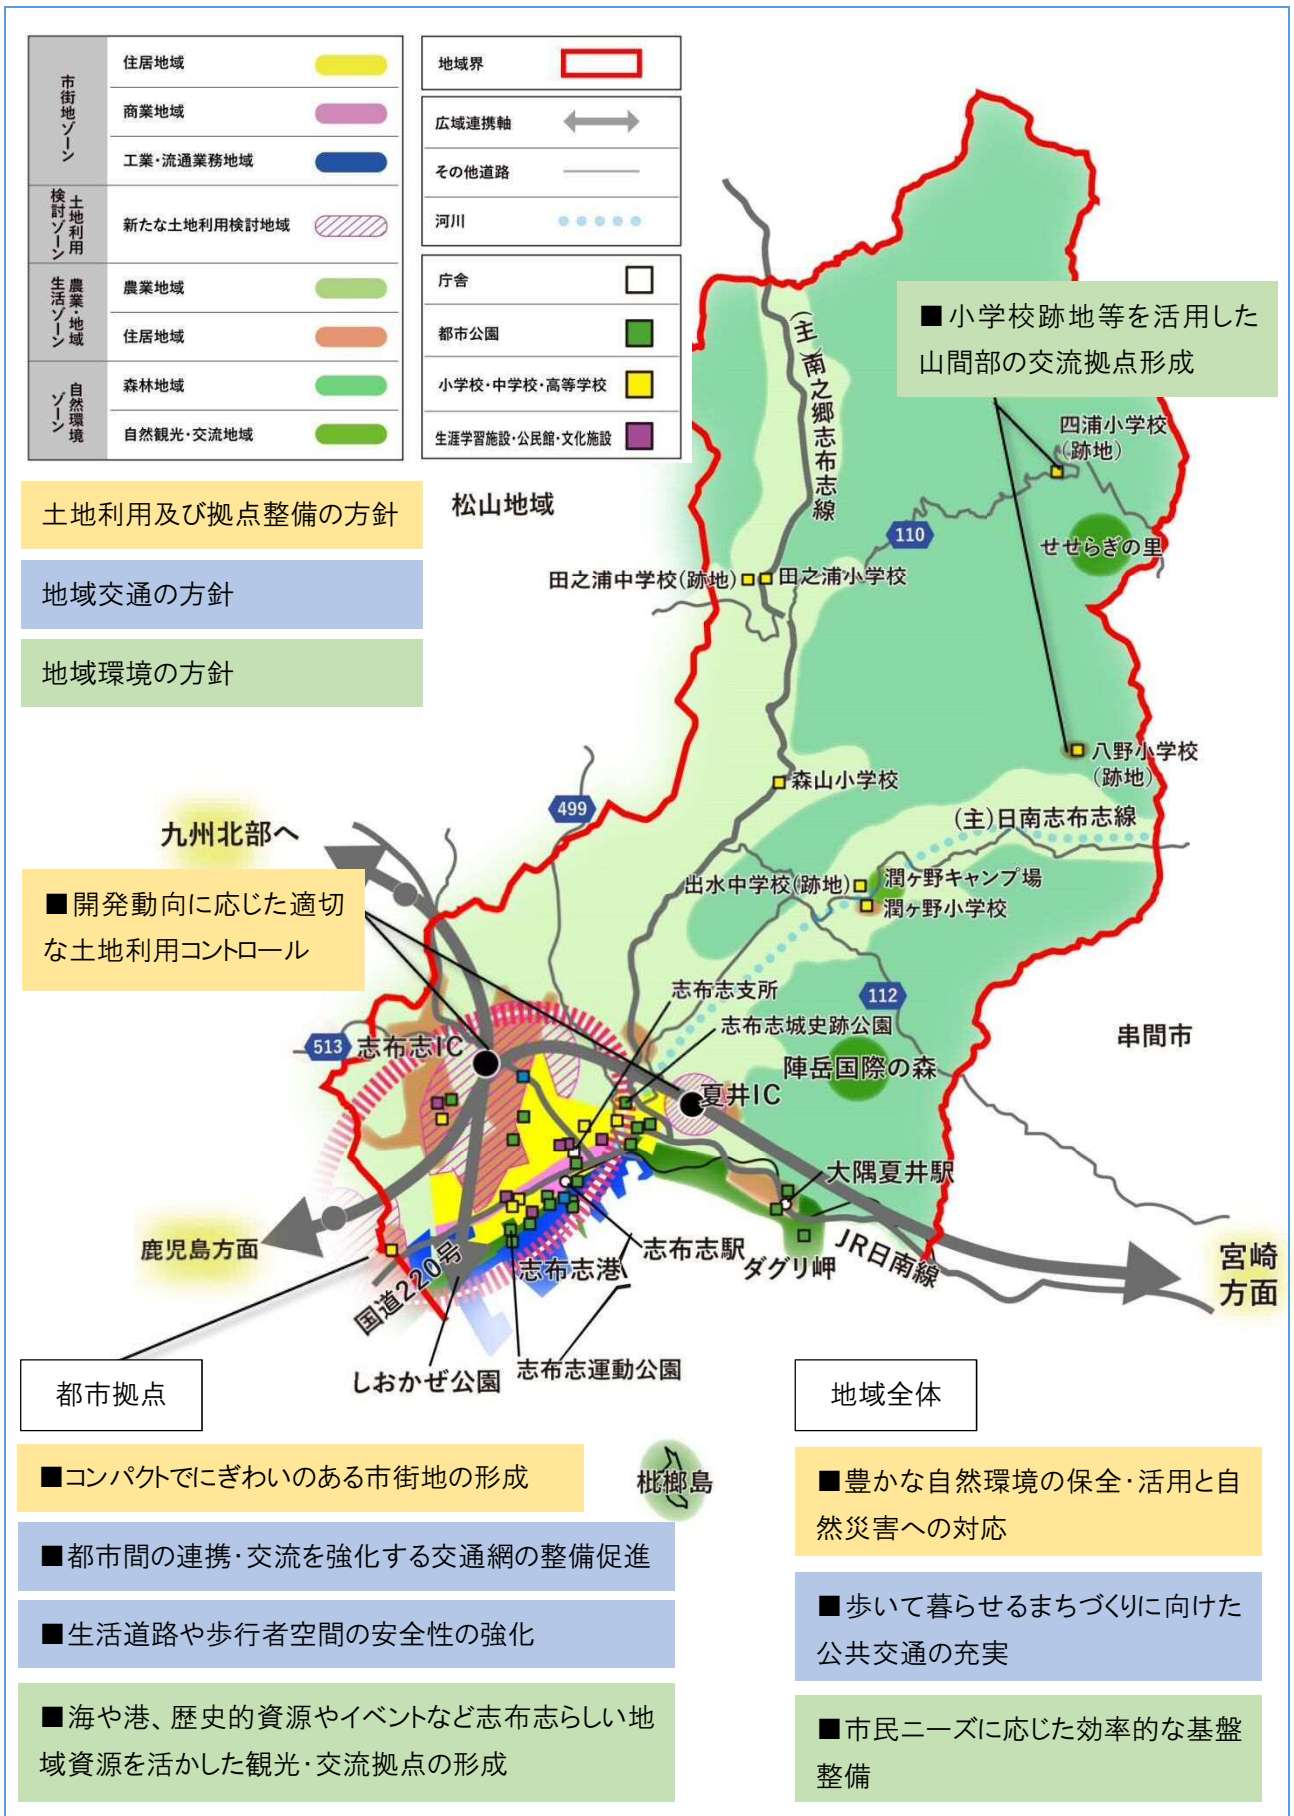 市街地ゾーン
住居地域
商業地域
工業・流通業務地域
土地利用
検討ゾーン
新たな土地利用検討地域
農業・地域
生活ゾーン
農業地域
住居地域
自然環境
ゾーン
森林地域
自然観光・交流地域
地域界
広域連携軸
その他道路
河川
庁舎
都市公園
小学校・中学校・高等学校
生涯学習施設・公民館・文化施設
土地利用及び拠点整備の方針
地域交通の方針
地域環境の方針
松山地域
(主)南之郷志布志線
■小学校跡地等を活用した
山間部の交流拠点形成
四浦小学校
(跡地)
110
せせらぎの里
田之浦中学校(跡地)
田之浦小学校
八野小学校
(跡地)
森山小学校
499
(主)日南志布志線
九州北部へ
■開発動向に応じた適切
な土地利用コントロール
出水中学校(跡地)
潤ヶ野キャンプ場
潤ヶ野小学校
志布志支所
112
志布志城史跡公園
串間市
513
志布志IC
陣岳国際の森
夏井IC
大隅夏井駅
鹿児島方面
志布志駅
志布志港
ダグリ岬
JR日南線
宮崎
方面
国道220号
しおかぜ公園
志布志運動公園
都市拠点
■コンパクトでにぎわいのある市街地の形成
■都市間の連携・交流を強化する交通網の整備促進
■生活道路や歩行者空間の安全性の強化
■海や港、歴史的資源やイベントなど志布志らしい地
域資源を活かした観光・交流拠点の形成
枇榔島
地域全体
■豊かな自然環境の保全・活用と自
然災害への対応
■歩いて暮らせるまちづくりに向けた
公共交通の充実
■市民ニーズに応じた効率的な基盤
整備